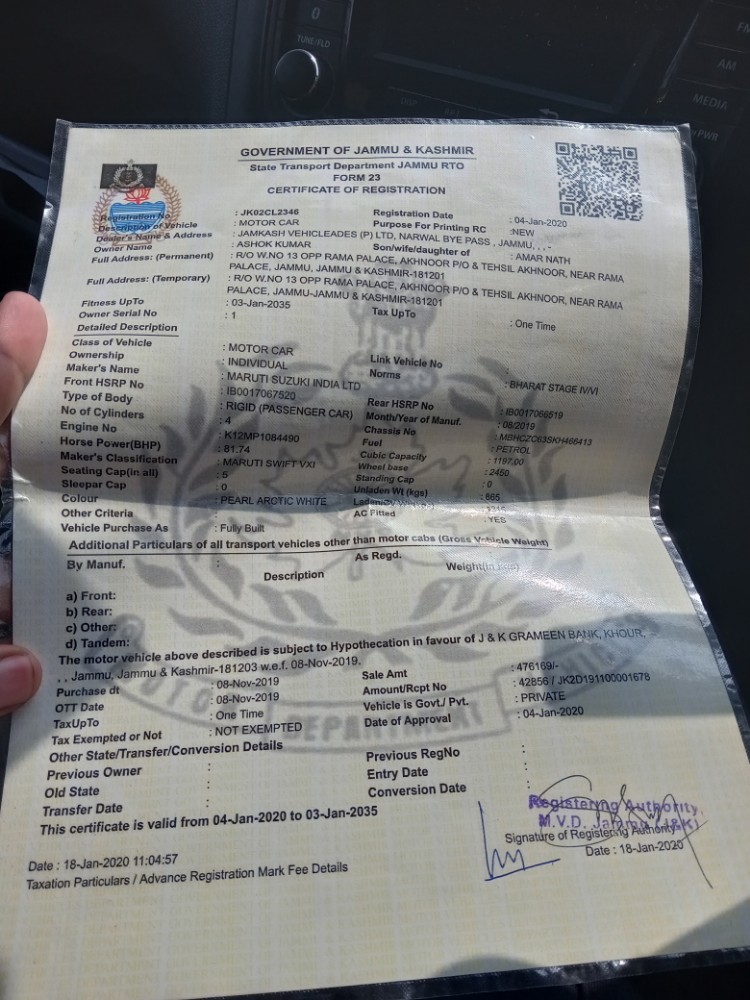 0
TUNE/FLD
FM
AM
MEDIA
PWR
DISP
GOVERNMENT OF JAMMU & KASHMIR
State Transport Department JAMMU RTO
FORM 23
CERTIFICATE OF REGISTRATION
Registration No : JK02CL2346 Registration Date : 04-Jan-2020
Description of Vehicle : MOTOR CAR Purpose For Printing RC :NEW
Dealer's Name & Address : JAMKASH VEHICLEADES (P) LTD, NARWAL BYE PASS , JAMMU, , , -
Owner Name : ASHOK KUMAR Son/wife/daughter of : AMAR NATH
Full Address: (Permanent) : R/O W.NO 13 OPP RAMA PALACE, AKHNOOR P/O & TEHSIL AKHNOOR, NEAR RAMA
PALACE, JAMMU, JAMMU & KASHMIR-181201
Full Address: (Temporary) : R/O W.NO 13 OPP RAMA PALACE, AKHNOOR P/O & TEHSIL AKHNOOR, NEAR RAMA
PALACE, JAMMU-JAMMU & KASHMIR-181201
Fitness UpTo : 03-Jan-2035 Tax UpTo : One Time
Owner Serial No : 1
Detailed Description
Class of Vehicle : MOTOR CAR Link Vehicle No :
Ownership : INDIVIDUAL Norms : BHARAT STAGE IV/VI
Maker's Name : MARUTI SUZUKI INDIA LTD
Front HSRP No : IB0017067520 Rear HSRP No : IB0017066519
Type of Body : RIGID (PASSENGER CAR) Month/Year of Manuf. : 08/2019
No of Cylinders : 4 Chassis No : MBHCZC63SKH466413
Engine No : K12MP1084490 Fuel : PETROL
Horse Power(BHP) : 81.74 Cubic Capacity : 1197.00
Maker's Classification : MARUTI SWIFT VXI Wheel base : 2450
Seating Cap(in all) : 5 Standing Cap : 0
Sleepar Cap : 0 Unladen Wt (kgs) : 865
Colour : PEARL ARCTIC WHITE
Other Criteria : AC Fitted : YES
Vehicle Purchase As : Fully Built
Additional Particulars of all transport vehicles other than motor cabs (Gross Vehicle Weight)
By Manuf. : As Regd. :
Description Weight(in kgs)
a) Front:
b) Rear:
c) Other:
d) Tandem:
The motor vehicle above described is subject to Hypothecation in favour of J & K GRAMEEN BANK, KHOUR,
, , Jammu, Jammu & Kashmir-181203 w.e.f. 08-Nov-2019.
Purchase dt : 08-Nov-2019 Sale Amt : 476169/-
OTT Date : 08-Nov-2019 Amount/Rcpt No : 42856 / JK2D191100001678
TaxUpTo : One Time Vehicle is Govt./ Pvt. : PRIVATE
Tax Exempted or Not : NOT EXEMPTED Date of Approval : 04-Jan-2020
Other State/Transfer/Conversion Details
Previous Owner : Previous RegNo :
Old State : Entry Date :
Transfer Date : Conversion Date :
This certificate is valid from 04-Jan-2020 to 03-Jan-2035
Registering Authority
M.V.D. Jammu (J&K)
Signature of Registering Authority
Date : 18-Jan-2020 11:04:57 Date : 18-Jan-2020
Taxation Particulars / Advance Registration Mark Fee Details
DEPARTMENT